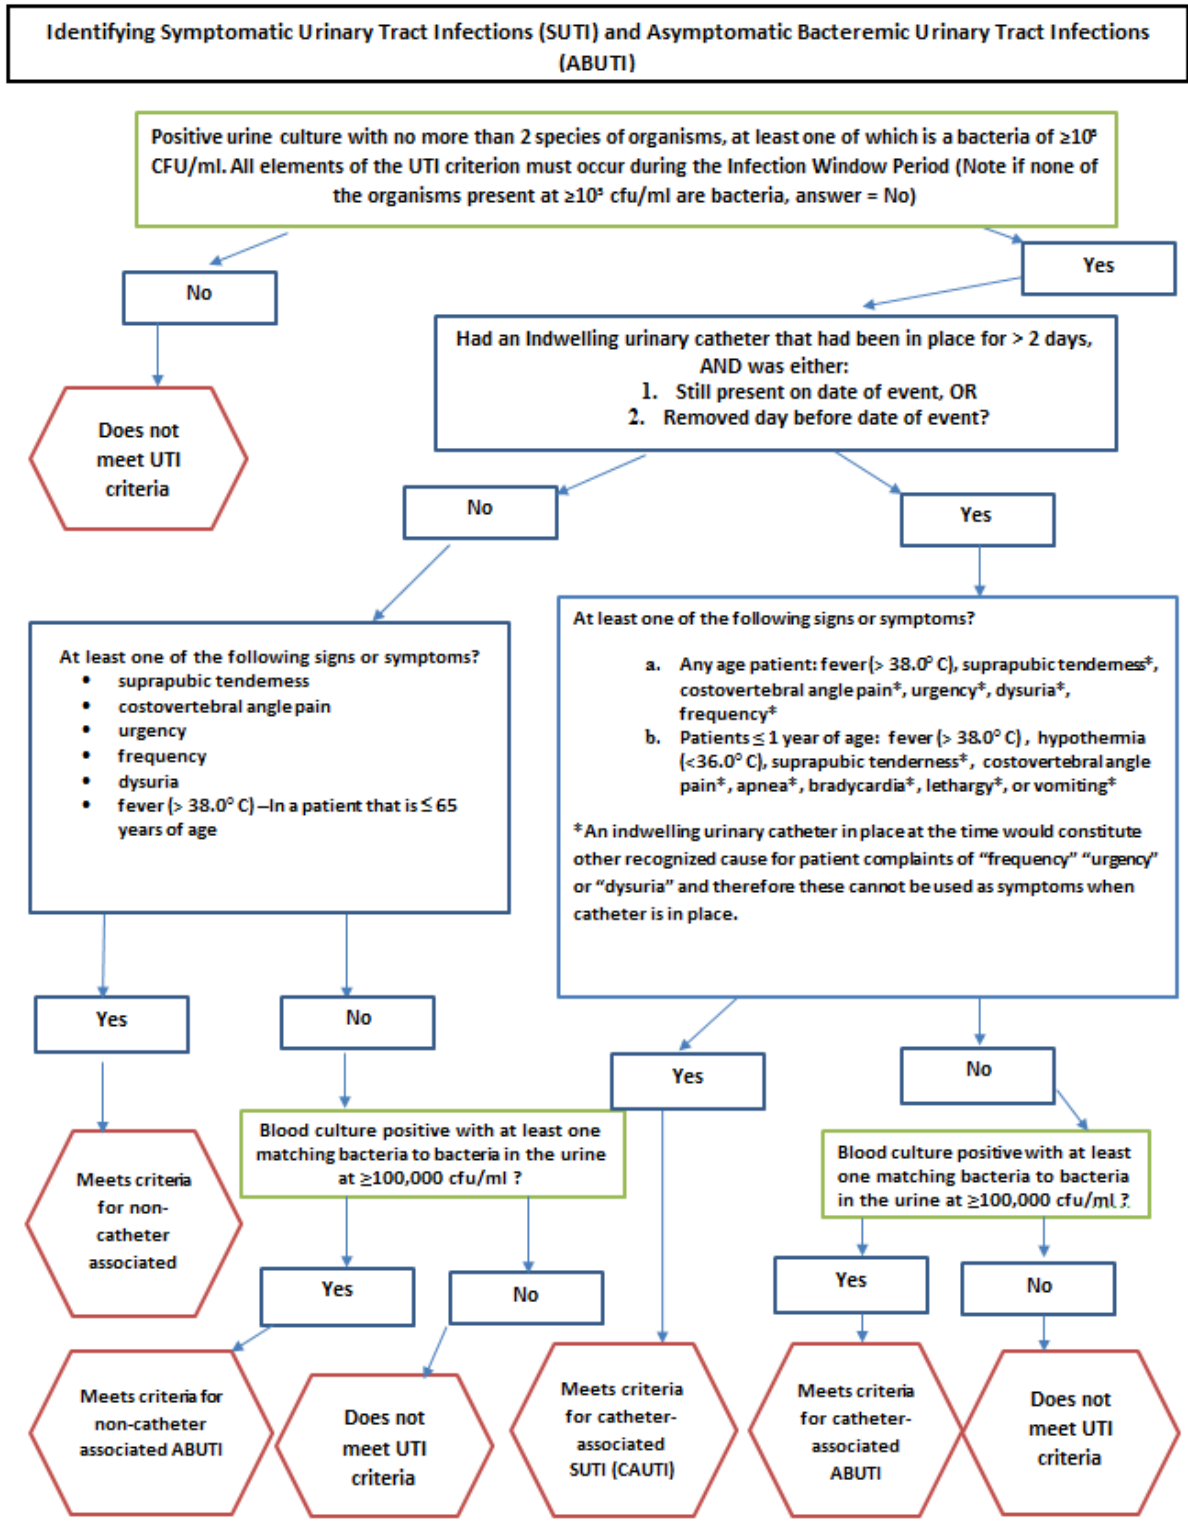 Identifying Symptomatic Urinary Tract Infections (SUTI) and Asymptomatic Bacteremic Urinary Tract Infections
(ABUTI)
Positive urine culture with no more than 2 species of organisms, at least one of which is a bacteria of ≥10⁵
CFU/ml. All elements of the UTI criterion must occur during the Infection Window Period (Note if none of
the organisms present at ≥10⁵ cfu/ml are bacteria, answer = No)
No
Yes
Does not
meet UTI
criteria
Had an Indwelling urinary catheter that had been in place for > 2 days,
AND was either:
1. Still present on date of event, OR
2. Removed day before date of event?
No
Yes
At least one of the following signs or symptoms?
• suprapubic tenderness
• costovertebral angle pain
• urgency
• frequency
• dysuria
• fever (> 38.0° C) –In a patient that is ≤ 65
years of age
At least one of the following signs or symptoms?
a. Any age patient: fever (> 38.0° C), suprapubic tenderness*,
costovertebral angle pain*, urgency*, dysuria*,
frequency*
b. Patients ≤ 1 year of age: fever (> 38.0° C) , hypothermia
(<36.0° C), suprapubic tenderness*, costovertebral angle
pain*, apnea*, bradycardia*, lethargy*, or vomiting*
*An indwelling urinary catheter in place at the time would constitute
other recognized cause for patient complaints of “frequency” “urgency”
or “dysuria” and therefore these cannot be used as symptoms when
catheter is in place.
Yes
No
Yes
No
Meets criteria
for non-
catheter
associated
Blood culture positive with at least one
matching bacteria to bacteria in the urine
at ≥100,000 cfu/ml ?
Blood culture positive with at least
one matching bacteria to bacteria
in the urine at ≥100,000 cfu/ml ?
Yes
No
Yes
No
Meets criteria for
non-catheter
associated ABUTI
Does not
meet UTI
criteria
Meets criteria
for catheter-
associated
SUTI (CAUTI)
Meets criteria
for catheter-
associated
ABUTI
Does not
meet UTI
criteria